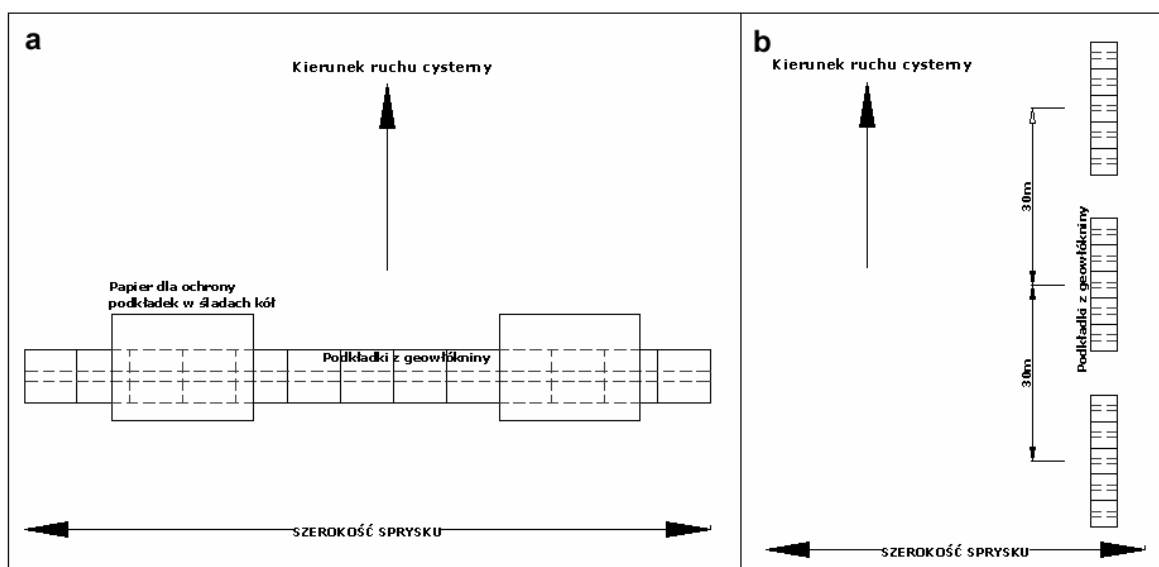 a
Kierunek ruchu cysterny
Papier dla ochrony
podkładek w śladach kół
Podkładki z geowłókniny
SZEROKOŚĆ SPRYSKU
b
Kierunek ruchu cysterny
30m
30m
Podkładki z geowłókniny
SZEROKOŚĆ SPRYSKU